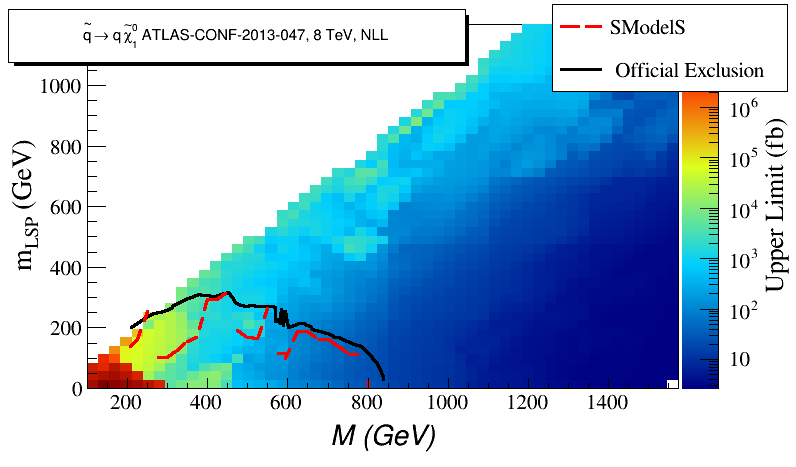 q̃ → q χ̃⁰₁ ATLAS-CONF-2013-047, 8 TeV, NLL
SModelS
Official Exclusion
1000
800
600
400
200
0
m_LSP (GeV)
200 400 600 800 1000 1200 1400
M (GeV)
10⁶
10⁵
10⁴
10³
10²
10
Upper Limit (fb)